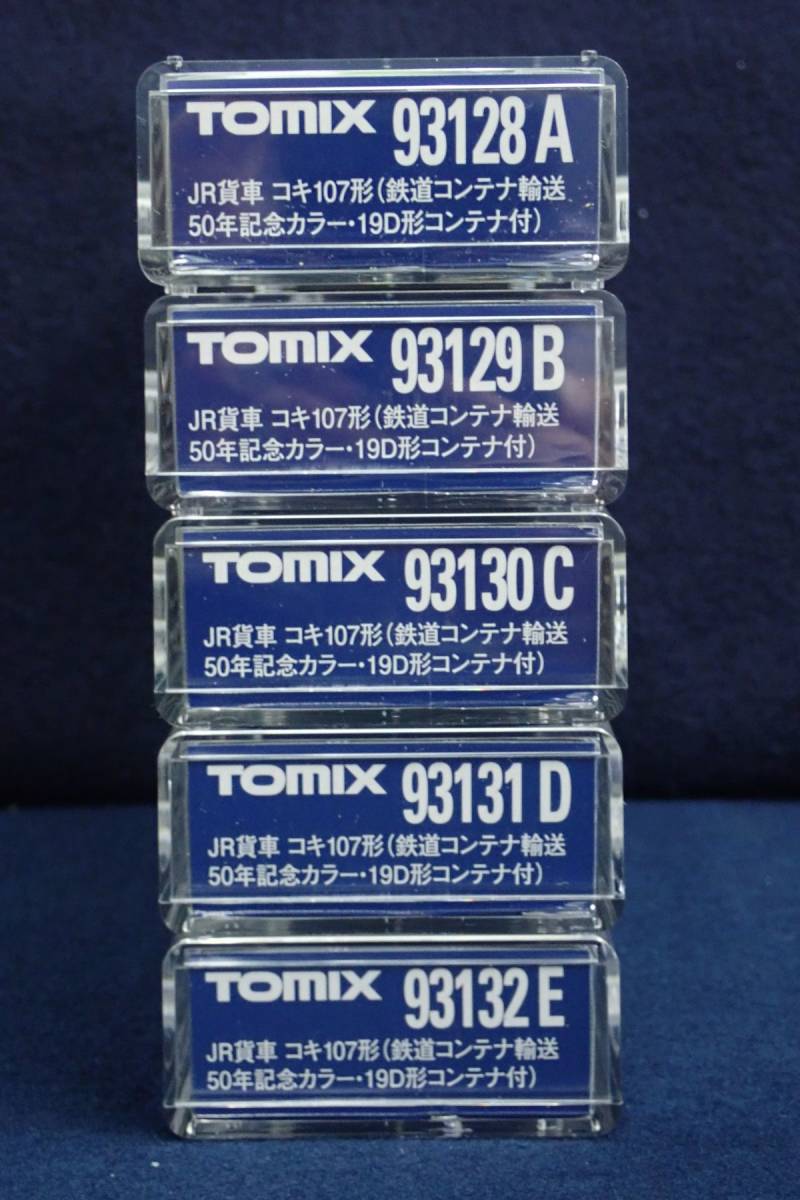 TOMIX 93128 A
JR貨車 コキ107形(鉄道コンテナ輸送
50年記念カラー・19D形コンテナ付)
TOMIX 93129 B
JR貨車 コキ107形(鉄道コンテナ輸送
50年記念カラー・19D形コンテナ付)
TOMIX 93130 C
JR貨車 コキ107形(鉄道コンテナ輸送
50年記念カラー・19D形コンテナ付)
TOMIX 93131 D
JR貨車 コキ107形(鉄道コンテナ輸送
50年記念カラー・19D形コンテナ付)
TOMIX 93132 E
JR貨車 コキ107形(鉄道コンテナ輸送
50年記念カラー・19D形コンテナ付)